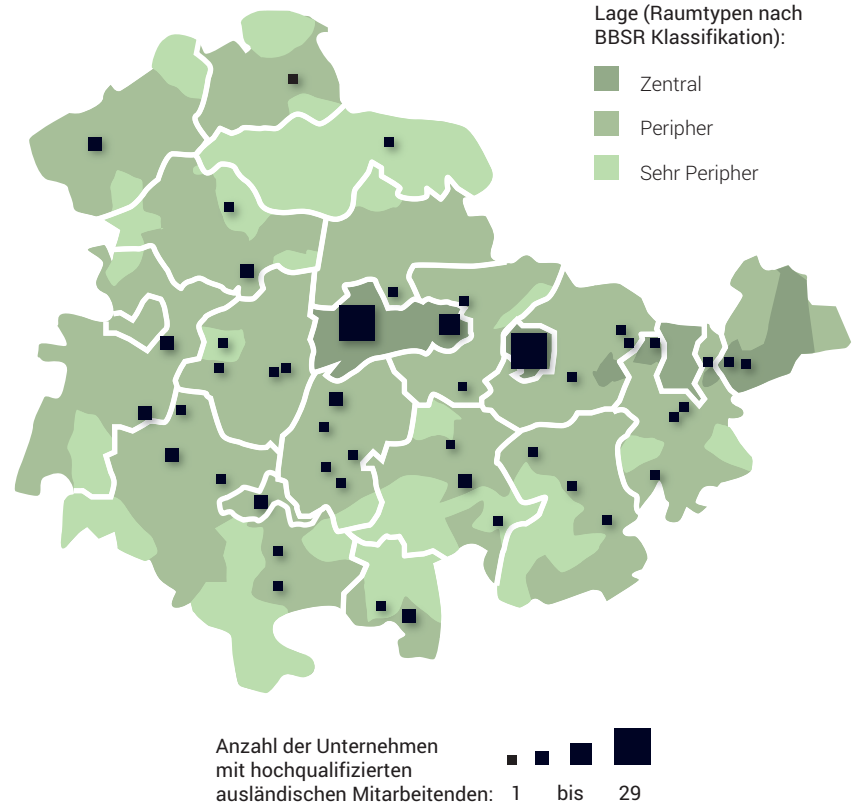 Lage (Raumtypen nach
BBSR Klassifikation):
Zentral
Peripher
Sehr Peripher
Anzahl der Unternehmen
mit hochqualifizierten
ausländischen Mitarbeitenden: 1 bis 29